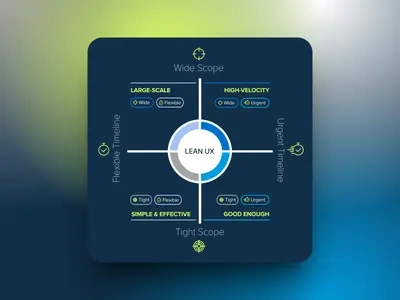 Wide Scope
LARGE-SCALE
HIGH-VELOCITY
Wide
Flexible
Wide
Urgent
Flexible Timeline
LEAN UX
Urgent Timeline
Tight
Flexible
Tight
Urgent
SIMPLE & EFFECTIVE
GOOD ENOUGH
Tight Scope